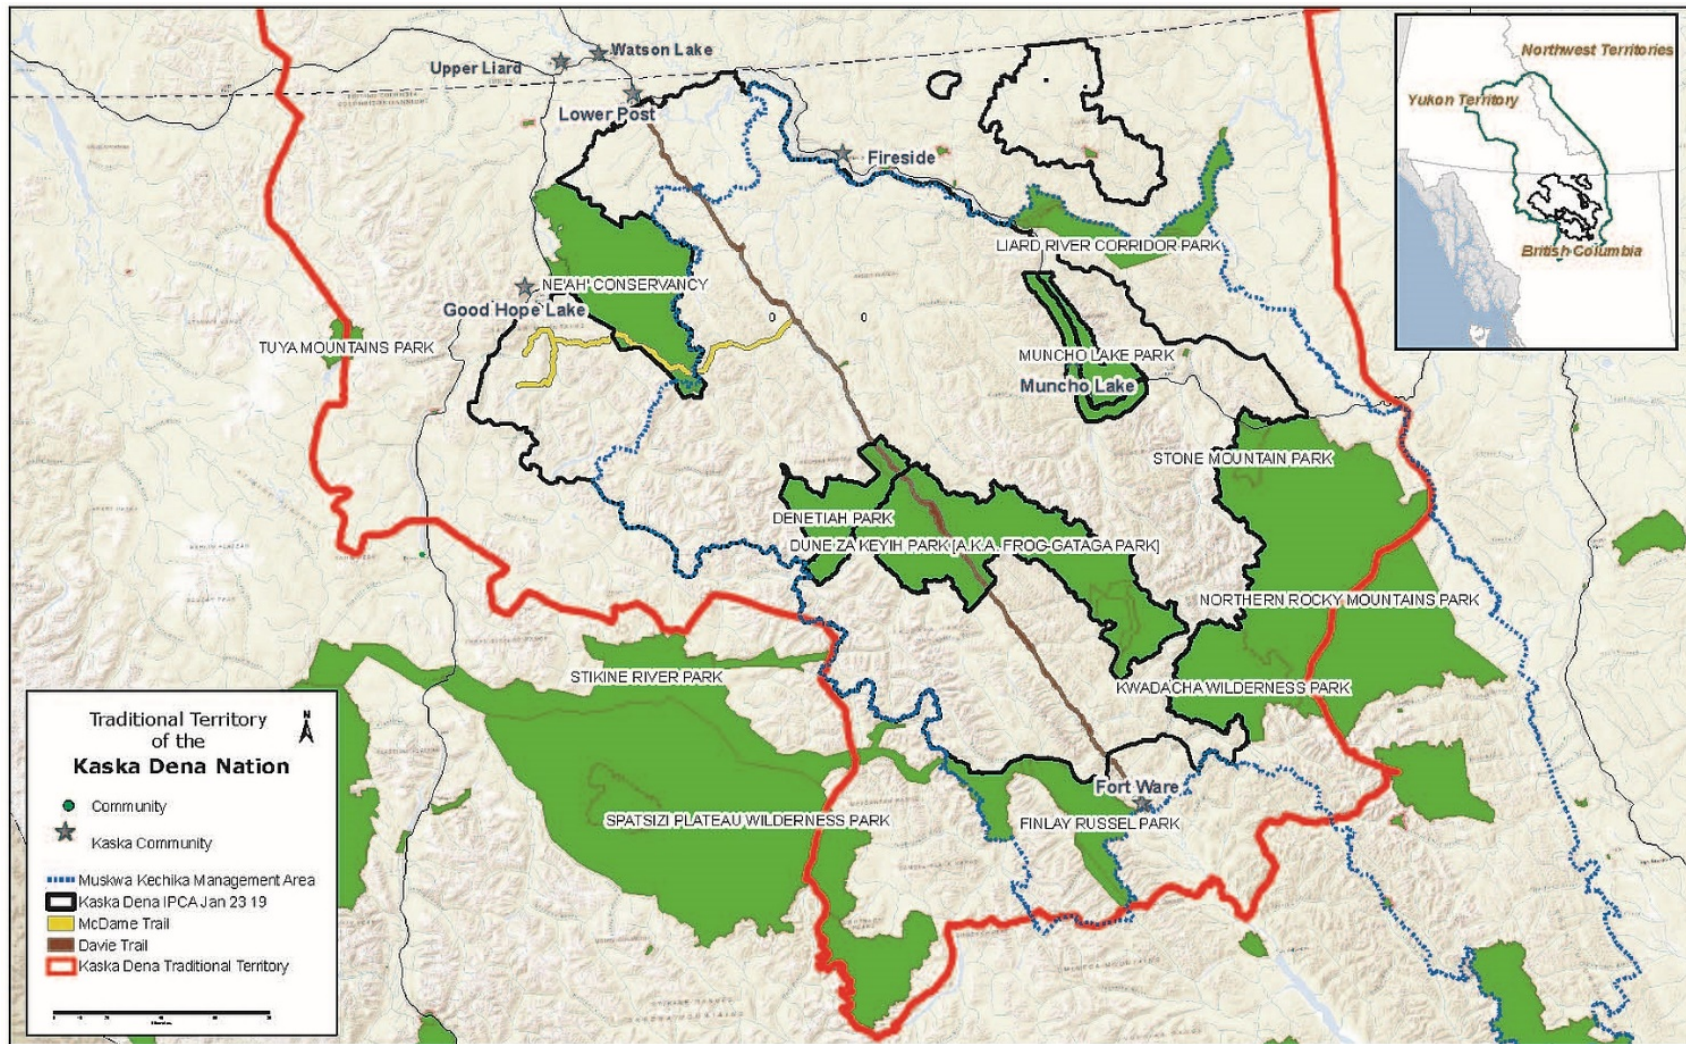 Watson Lake
Upper Liard
Lower Post
Fireside
LIARD RIVER CORRIDOR PARK
NE'AH' CONSERVANCY
Good Hope Lake
TUYA MOUNTAINS PARK
0
0
MUNCHO LAKE PARK
Muncho Lake
STONE MOUNTAIN PARK
DENETIAH PARK
DUNE ZA KEYIH PARK [A.K.A. FROG-GATAGA PARK]
NORTHERN ROCKY MOUNTAINS PARK
STIKINE RIVER PARK
KWADACHA WILDERNESS PARK
Fort Ware
SPATSIZI PLATEAU WILDERNESS PARK
FINLAY RUSSEL PARK
Northwest Territories
Yukon Territory
British Columbia
Traditional Territory
of the
Kaska Dena Nation
N
Community
Kaska Community
Muskwa Kechika Management Area
Kaska Dena IPCA Jan 23 19
McDame Trail
Davie Trail
Kaska Dena Traditional Territory